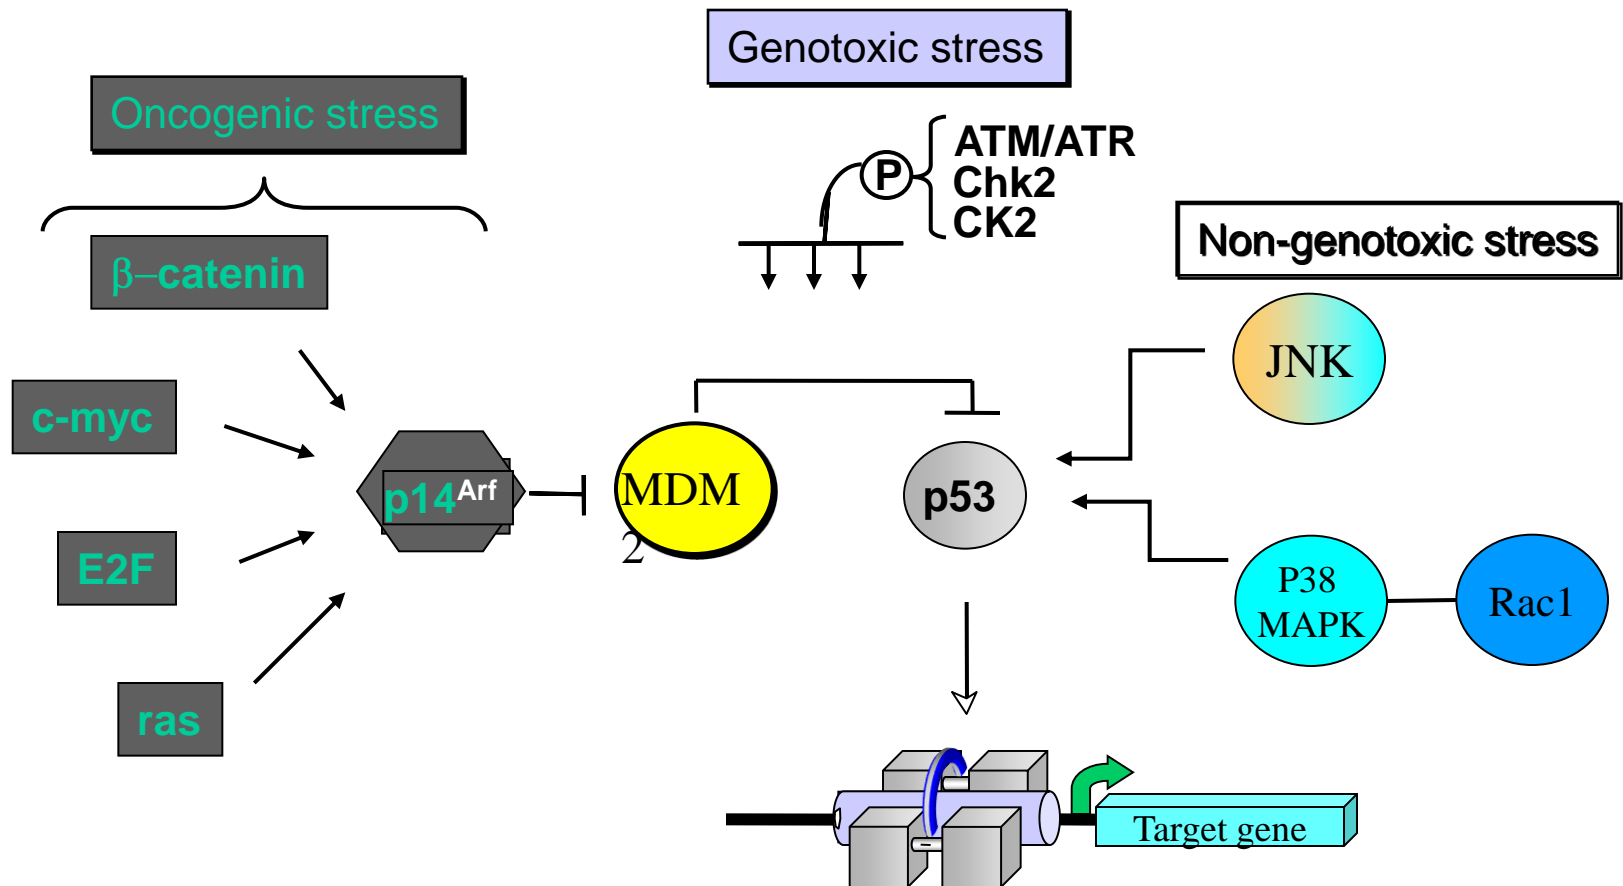 Genotoxic stress
Oncogenic stress
ATM/ATR
P
Chk2
CK2
Non-genotoxic stress
β–catenin
JNK
c-myc
p14Arf
MDM
2
p53
E2F
P38
MAPK
Rac1
ras
Target gene